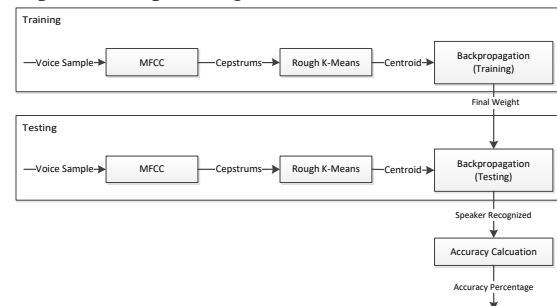 Training
Voice Sample
MFCC
Cepstrums
Rough K-Means
Centroid
Backpropagation
(Training)
Final Weight
Testing
Voice Sample
MFCC
Cepstrums
Rough K-Means
Centroid
Backpropagation
(Testing)
Speaker Recognized
Accuracy Calcuation
Accuracy Percentage